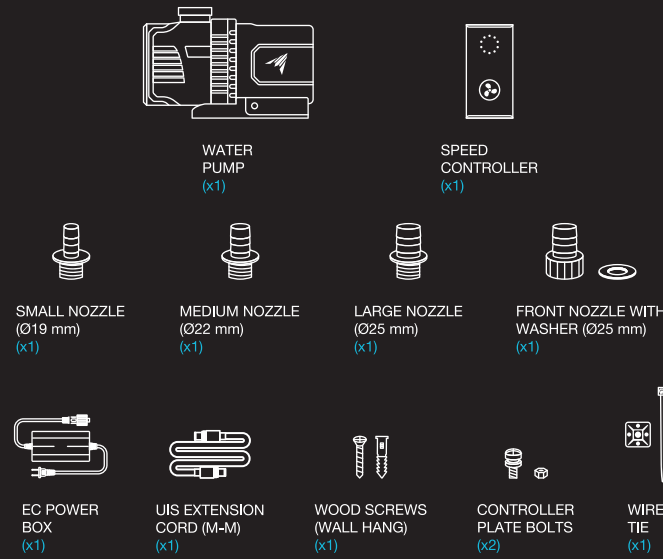 WATER
PUMP
(x1)
SPEED
CONTROLLER
(x1)
SMALL NOZZLE
(Ø19 mm)
(x1)
MEDIUM NOZZLE
(Ø22 mm)
(x1)
LARGE NOZZLE
(Ø25 mm)
(x1)
FRONT NOZZLE WITH
WASHER (Ø25 mm)
(x1)
EC POWER
BOX
(x1)
UIS EXTENSION
CORD (M-M)
(x1)
WOOD SCREWS
(WALL HANG)
(x1)
CONTROLLER
PLATE BOLTS
(x2)
WIRE
TIE
(x1)